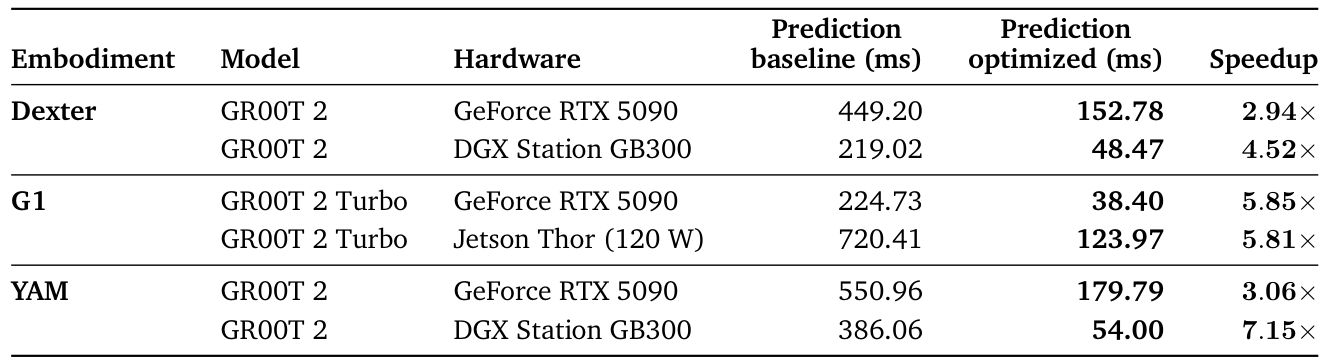 Embodiment Model Hardware Prediction baseline (ms) Prediction optimized (ms) Speedup
Dexter GR00T 2 GeForce RTX 5090 449.20 152.78 2.94×
GR00T 2 DGX Station GB300 219.02 48.47 4.52×
G1 GR00T 2 Turbo GeForce RTX 5090 224.73 38.40 5.85×
GR00T 2 Turbo Jetson Thor (120 W) 720.41 123.97 5.81×
YAM GR00T 2 GeForce RTX 5090 550.96 179.79 3.06×
GR00T 2 DGX Station GB300 386.06 54.00 7.15×